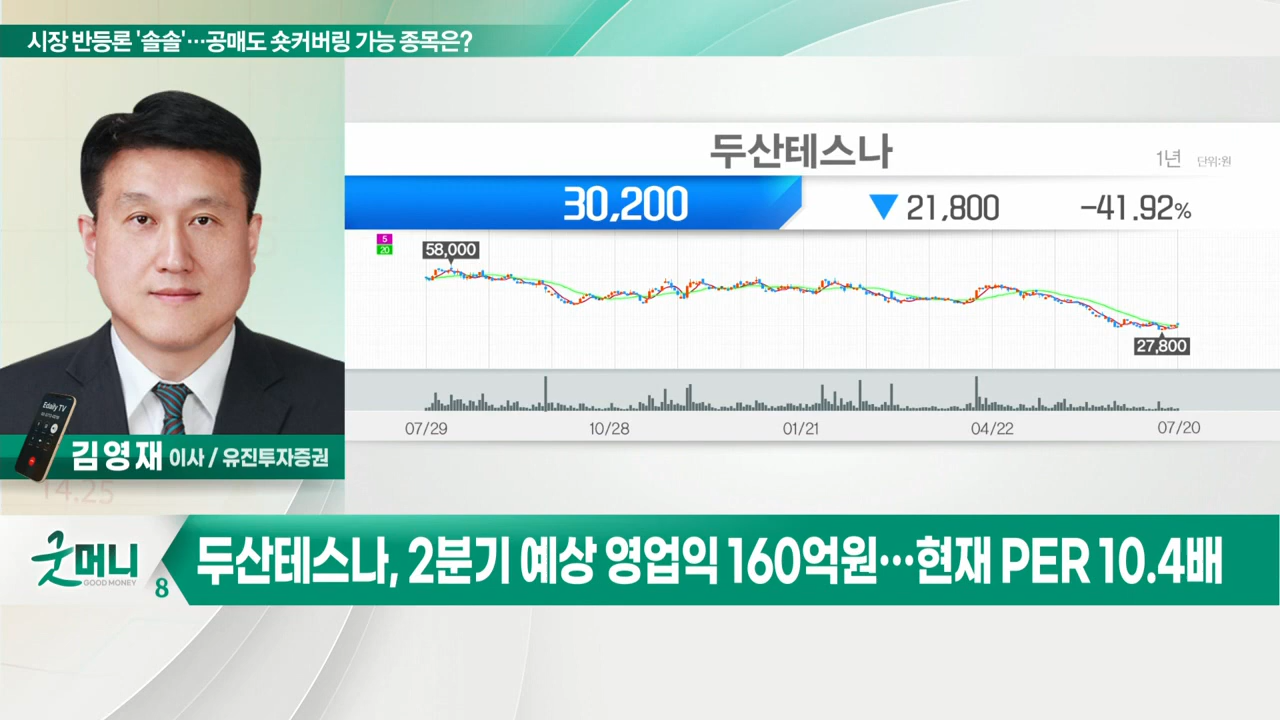 시장 반등론 '솔솔'…공매도 숏커버링 가능 종목은?
두산테스나
1년 단위:원
30,200 ▼ 21,800 -41.92%
5
20
58,000
27,800
07/29 10/28 01/21 04/22 07/20
Edaily TV
김영재 이사 / 유진투자증권
14.25
굿머니
GOOD MONEY
8
두산테스나, 2분기 예상 영업익 160억원…현재 PER 10.4배